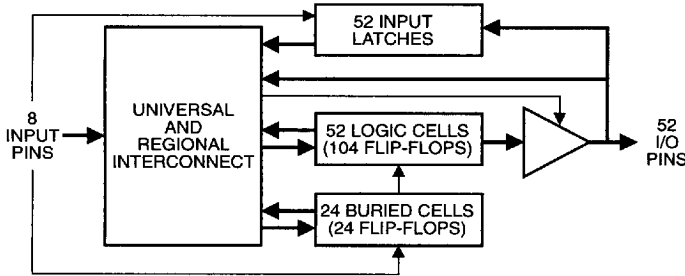 52 INPUT
LATCHES
8
INPUT
PINS
UNIVERSAL
AND
REGIONAL
INTERCONNECT
52 LOGIC CELLS
(104 FLIP-FLOPS)
52
I/O
PINS
24 BURIED CELLS
(24 FLIP-FLOPS)